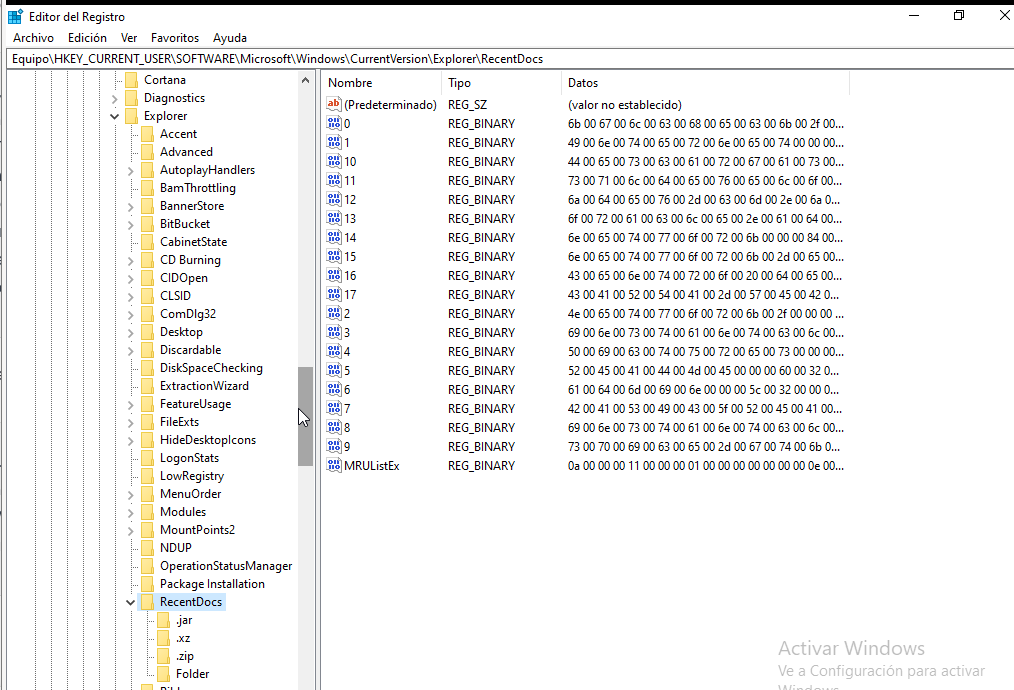 Editor del Registro
Archivo Edición Ver Favoritos Ayuda
Equipo\HKEY_CURRENT_USER\SOFTWARE\Microsoft\Windows\CurrentVersion\Explorer\RecentDocs
Cortana
Diagnostics
Explorer
Accent
Advanced
AutoplayHandlers
BamThrottling
BannerStore
BitBucket
CabinetState
CD Burning
CIDOpen
CLSID
ComDlg32
Desktop
Discardable
DiskSpaceChecking
ExtractionWizard
FeatureUsage
FileExts
HideDesktopIcons
LogonStats
LowRegistry
MenuOrder
Modules
MountPoints2
NDUP
OperationStatusManager
Package Installation
RecentDocs
.jar
.xz
.zip
Folder
Nombre Tipo Datos
(Predeterminado) REG_SZ (valor no establecido)
0 REG_BINARY 6b 00 67 00 6c 00 63 00 68 00 65 00 63 00 6b 00 2f 00...
1 REG_BINARY 49 00 6e 00 74 00 65 00 72 00 6e 00 65 00 74 00 00 00...
10 REG_BINARY 44 00 65 00 73 00 63 00 61 00 72 00 67 00 61 00 73 00...
11 REG_BINARY 73 00 71 00 6c 00 64 00 65 00 76 00 65 00 6c 00 6f 00...
12 REG_BINARY 6a 00 64 00 65 00 76 00 2d 00 63 00 6d 00 2e 00 6a 0...
13 REG_BINARY 6f 00 72 00 61 00 63 00 6c 00 65 00 2e 00 61 00 64 00...
14 REG_BINARY 6e 00 65 00 74 00 77 00 6f 00 72 00 6b 00 00 00 84 00...
15 REG_BINARY 6e 00 65 00 74 00 77 00 6f 00 72 00 6b 00 2d 00 65 00...
16 REG_BINARY 43 00 65 00 6e 00 74 00 72 00 6f 00 20 00 64 00 65 00...
17 REG_BINARY 43 00 41 00 52 00 54 00 41 00 2d 00 57 00 45 00 42 0...
2 REG_BINARY 4e 00 65 00 74 00 77 00 6f 00 72 00 6b 00 2f 00 00 00 ...
3 REG_BINARY 69 00 6e 00 73 00 74 00 61 00 6e 00 74 00 63 00 6c 00...
4 REG_BINARY 50 00 69 00 63 00 74 00 75 00 72 00 65 00 73 00 00 00...
5 REG_BINARY 52 00 45 00 41 00 44 00 4d 00 45 00 00 00 60 00 32 0...
6 REG_BINARY 61 00 64 00 6d 00 69 00 6e 00 00 00 5c 00 32 00 00 0...
7 REG_BINARY 42 00 41 00 53 00 49 00 43 00 5f 00 52 00 45 00 41 00...
8 REG_BINARY 69 00 6e 00 73 00 74 00 61 00 6e 00 74 00 63 00 6c 00...
9 REG_BINARY 73 00 70 00 69 00 63 00 65 00 2d 00 67 00 74 00 6b 0...
MRUListEx REG_BINARY 0a 00 00 00 11 00 00 00 01 00 00 00 00 00 00 00 0e 00...
Activar Windows
Ve a Configuración para activar
Windows